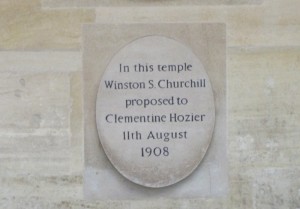 In this temple
Winston S. Churchill
proposed to
Clementine Hozier
11th August
1908